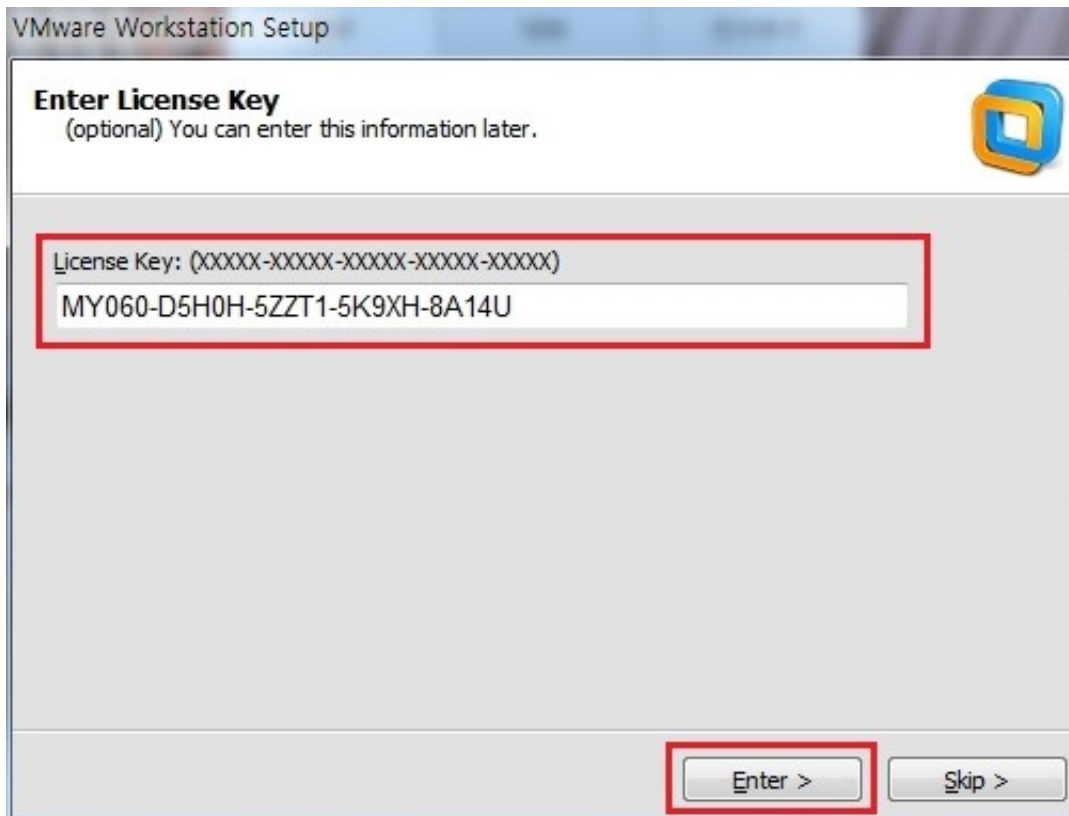 VMware Workstation Setup
Enter License Key
(optional) You can enter this information later.
License Key: (XXXXX-XXXXX-XXXXX-XXXXX-XXXXX)
MY060-D5H0H-5ZZT1-5K9XH-8A14U
Enter >
Skip >